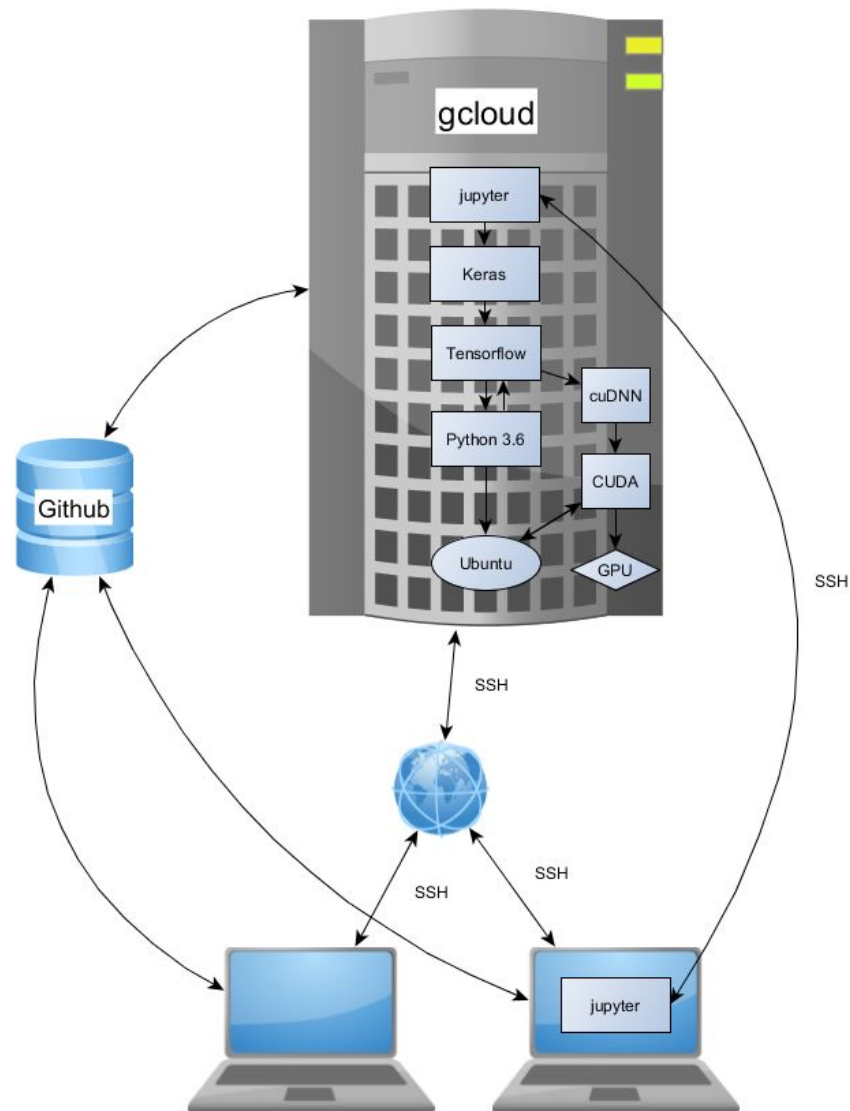 gcloud
jupyter
Keras
Tensorflow
cuDNN
Python 3.6
CUDA
Github
Ubuntu
GPU
SSH
SSH
SSH
SSH
jupyter